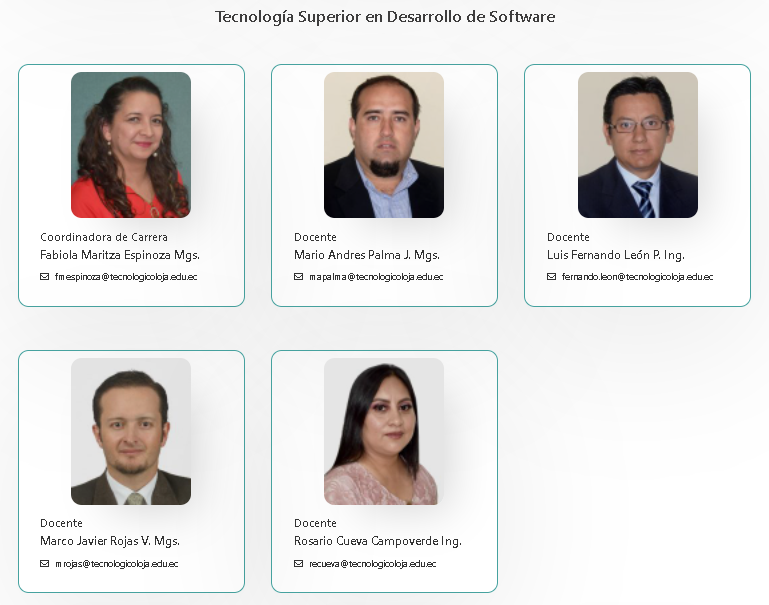 Tecnología Superior en Desarrollo de Software
Coordinadora de Carrera
Fabiola Maritza Espinoza Mgs.
fmespinoza@tecnologicoloja.edu.ec
Docente
Mario Andres Palma J. Mgs.
mapalma@tecnologicoloja.edu.ec
Docente
Luis Fernando León P. Ing.
fernando.leon@tecnologicoloja.edu.ec
Docente
Marco Javier Rojas V. Mgs.
mrojas@tecnologicoloja.edu.ec
Docente
Rosario Cueva Campoverde Ing.
recueva@tecnologicoloja.edu.ec